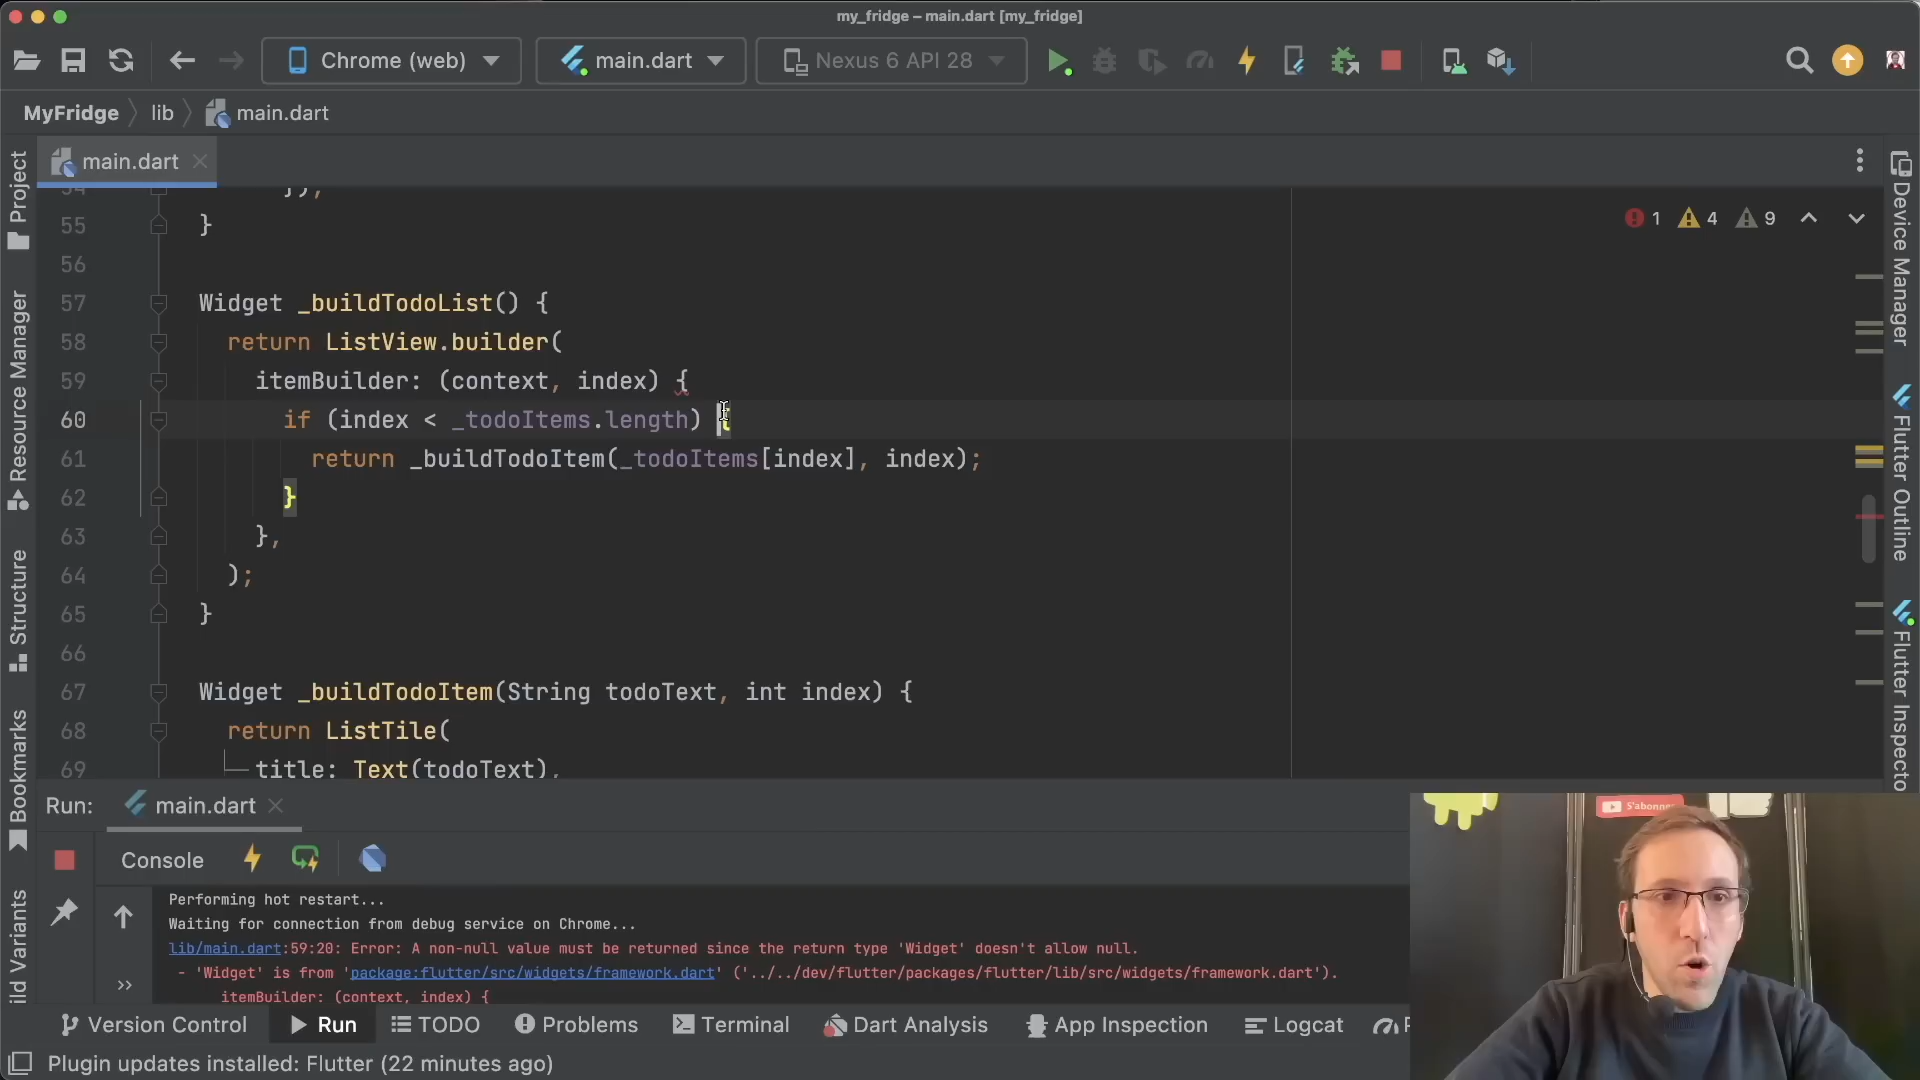 my_fridge – main.dart [my_fridge]
Chrome (web) main.dart Nexus 6 API 28
MyFridge lib main.dart
main.dart
1 4 9
54 ]),
55 }
56
57 Widget _buildTodoList() {
58 return ListView.builder(
59 itemBuilder: (context, index) {
60 if (index < _todoItems.length) {
61 return _buildTodoItem(_todoItems[index], index);
62 }
63 },
64 );
65 }
66
67 Widget _buildTodoItem(String todoText, int index) {
68 return ListTile(
69 title: Text(todoText),
Project
Resource Manager
Structure
Bookmarks
ild Variants
Device Manager
Flutter Outline
Flutter Inspecto
Run: main.dart
Console
Performing hot restart...
Waiting for connection from debug service on Chrome...
lib/main.dart:59:20: Error: A non-null value must be returned since the return type 'Widget' doesn't allow null.
- 'Widget' is from 'package:flutter/src/widgets/framework.dart' ('../../dev/flutter/packages/flutter/lib/src/widgets/framework.dart').
itemBuilder: (context, index) {
S'abonne
Version Control Run TODO Problems Terminal Dart Analysis App Inspection Logcat
Plugin updates installed: Flutter (22 minutes ago)